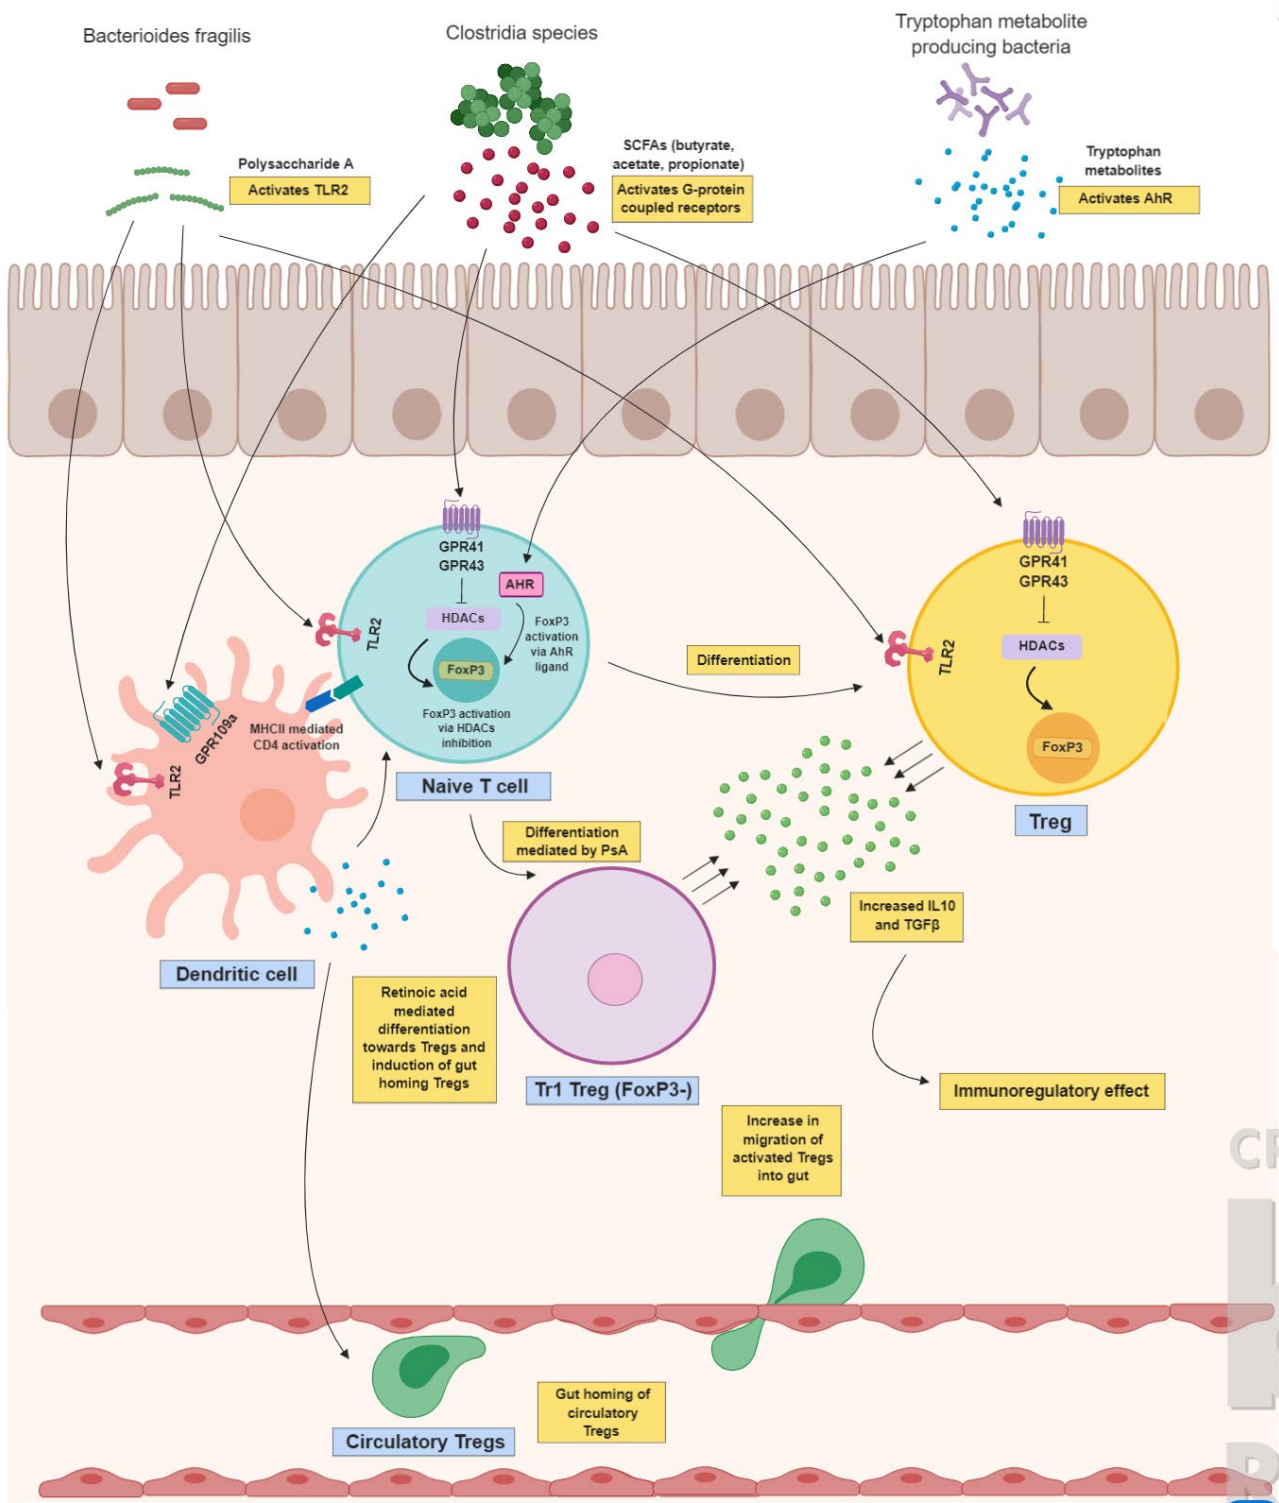 Bacterioides fragilis
Clostridia species
Tryptophan metabolite
producing bacteria
Polysaccharide A
Activates TLR2
SCFAs (butyrate,
acetate, propionate)
Activates G-protein
coupled receptors
Tryptophan
metabolites
Activates AhR
GPR41
GPR43
AHR
HDACs
FoxP3
activation
via AhR
ligand
FoxP3
FoxP3 activation
via HDACs
inhibition
TLR2
Naive T cell
MHCII mediated
CD4 activation
GPR109a
TLR2
Dendritic cell
Differentiation
GPR41
GPR43
HDACs
FoxP3
TLR2
Treg
Differentiation
mediated by PsA
Increased IL10
and TGFβ
Retinoic acid
mediated
differentiation
towards Tregs and
induction of gut
homing Tregs
Tr1 Treg (FoxP3-)
Immunoregulatory effect
Increase in
migration of
activated Tregs
into gut
Gut homing of
circulatory
Tregs
Circulatory Tregs